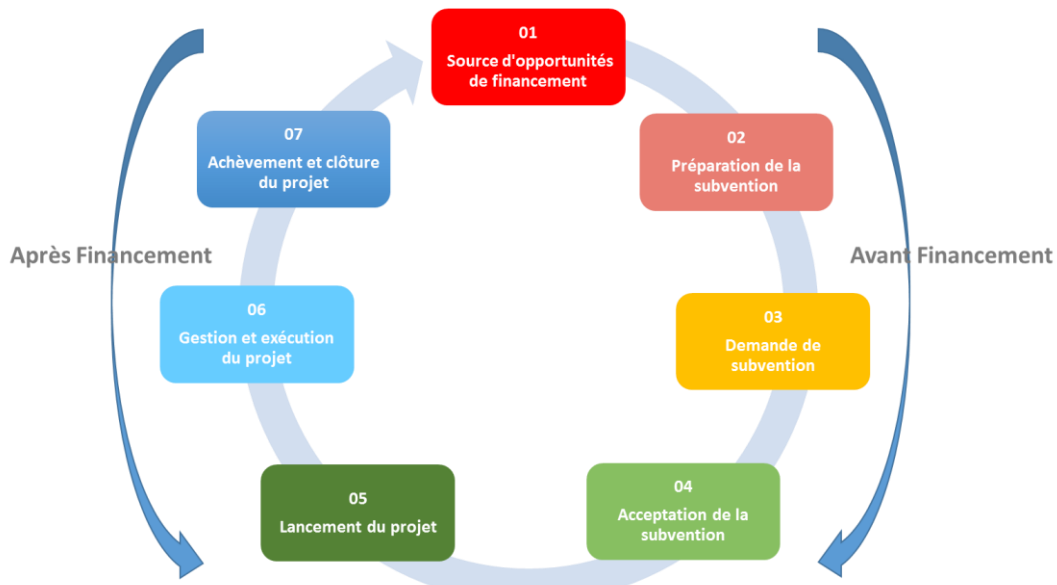 01
Source d'opportunités
de financement
02
Préparation de la
subvention
03
Demande de
subvention
04
Acceptation de la
subvention
05
Lancement du projet
06
Gestion et exécution
du projet
07
Achèvement et clôture
du projet
Avant Financement
Après Financement